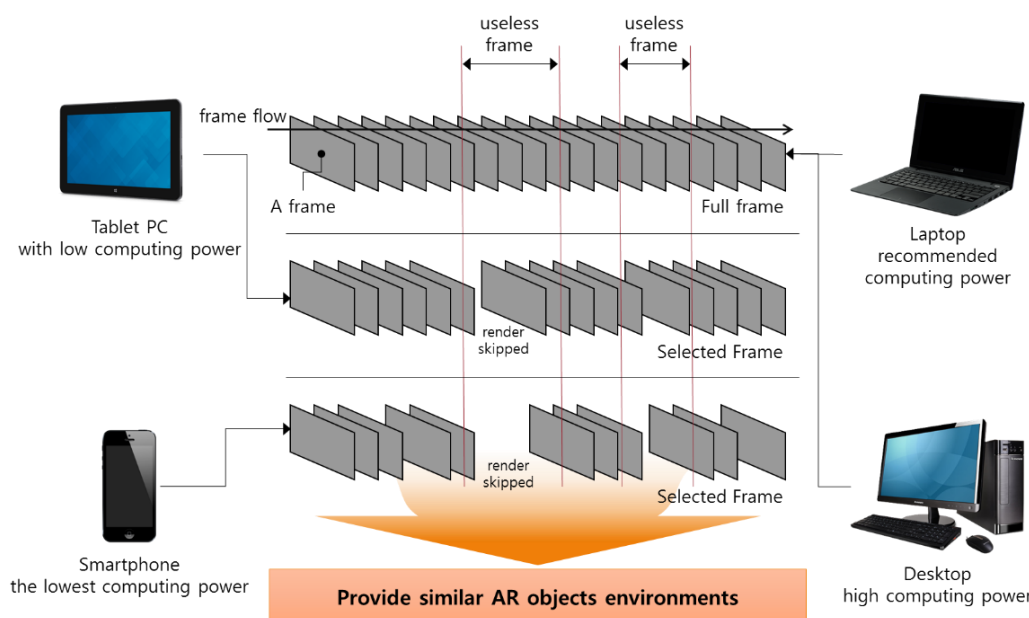 useless
frame
useless
frame
frame flow
A frame
Full frame
Tablet PC
with low computing power
Laptop
recommended
computing power
render
skipped
Selected Frame
render
skipped
Selected Frame
Smartphone
the lowest computing power
Desktop
high computing power
Provide similar AR objects environments